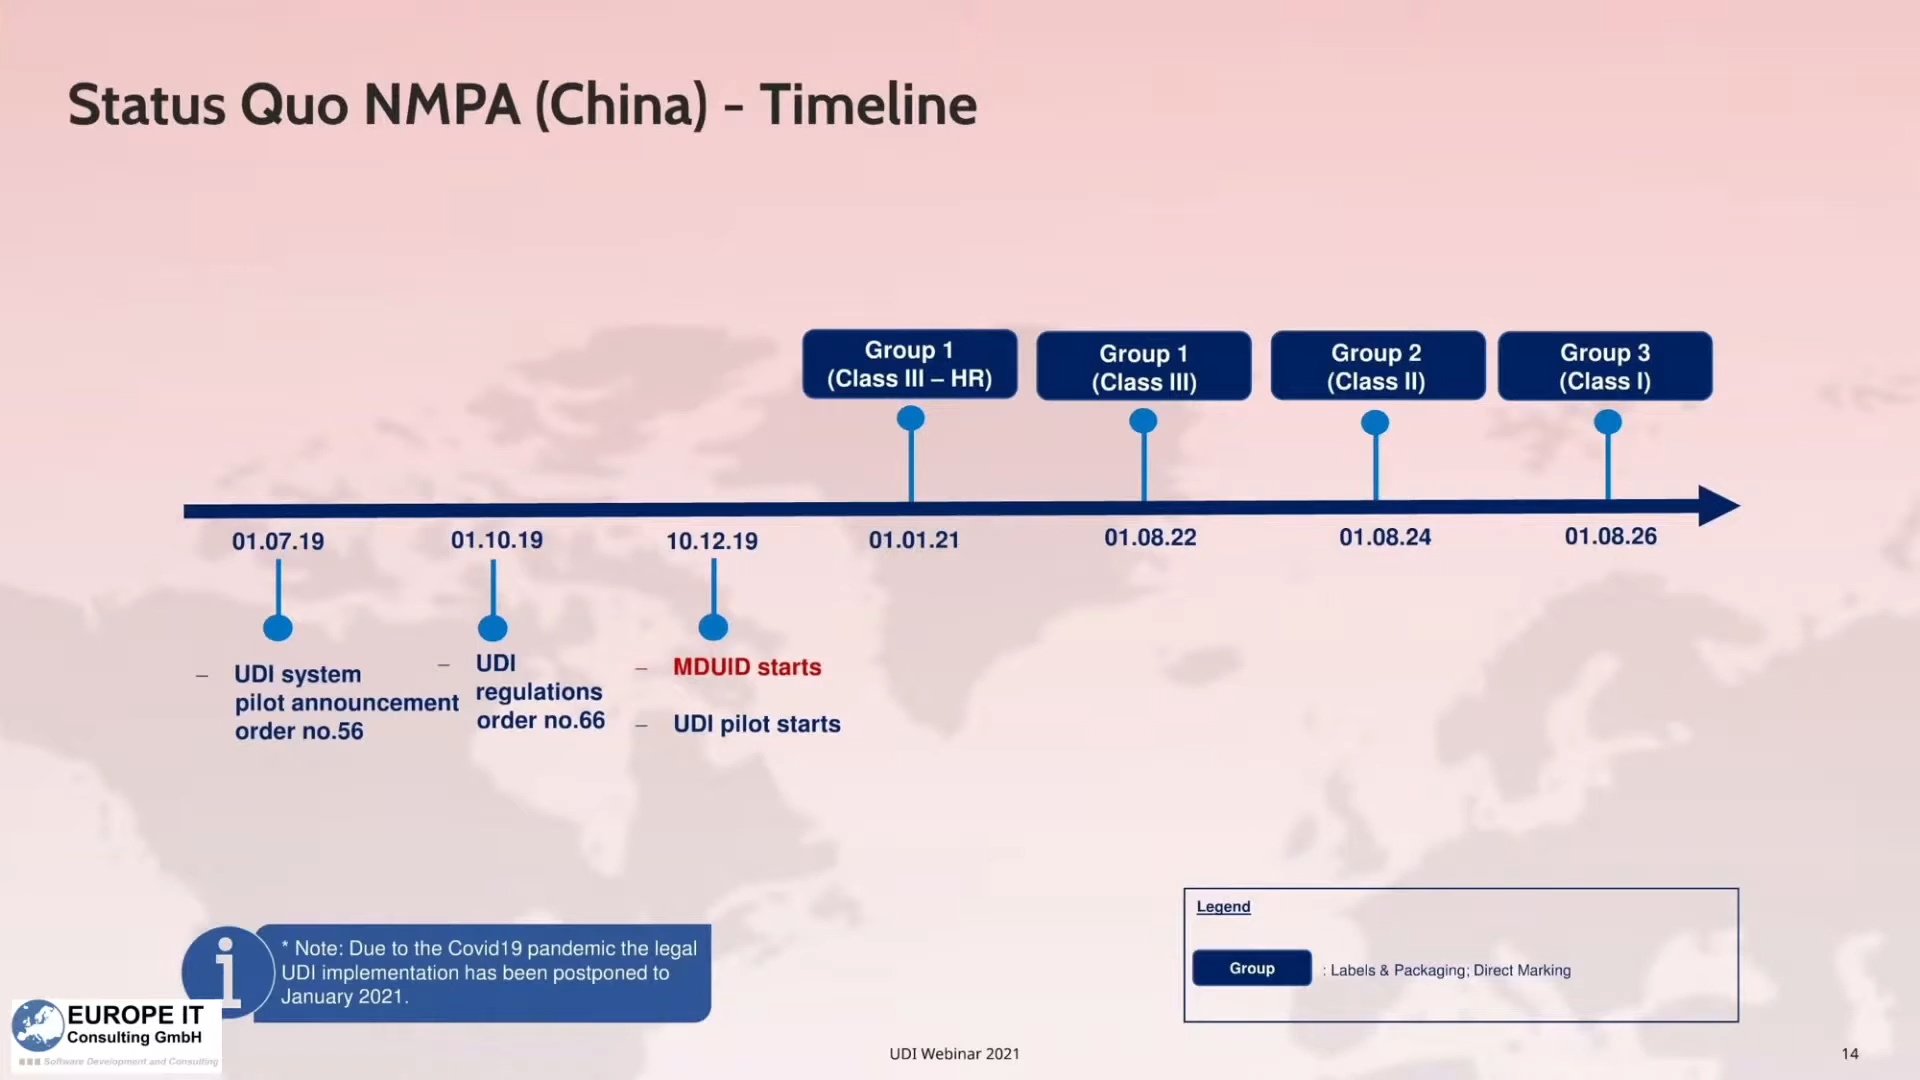 Status Quo NMPA (China) - Timeline
Group 1
(Class III – HR)
Group 1
(Class III)
Group 2
(Class II)
Group 3
(Class I)
01.07.19
01.10.19
10.12.19
01.01.21
01.08.22
01.08.24
01.08.26
– UDI system
pilot announcement
order no.56
– UDI
regulations
order no.66
– MDUID starts
– UDI pilot starts
* Note: Due to the Covid19 pandemic the legal
UDI implementation has been postponed to
January 2021.
Legend
Group : Labels & Packaging; Direct Marking
EUROPE IT
Consulting GmbH
Software Development and Consulting
UDI Webinar 2021
14